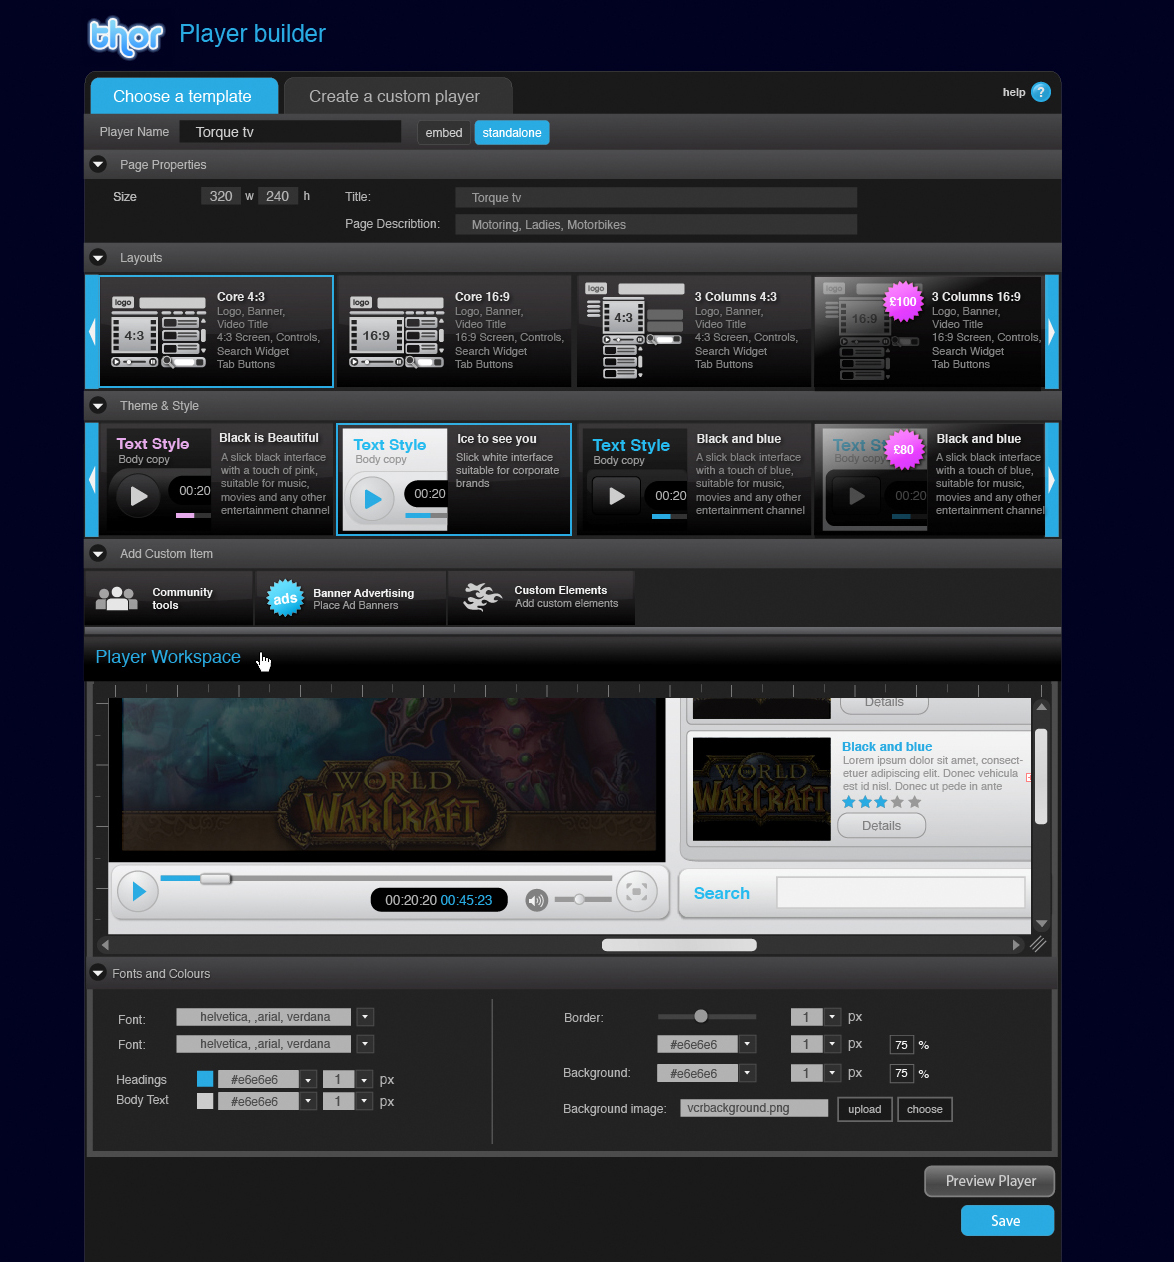 thor Player builder
Choose a template Create a custom player help ?
Player Name Torque tv embed standalone
Page Properties
Size 320 w 240 h Title: Torque tv
Page Describtion: Motoring, Ladies, Motorbikes
Layouts
logo
4:3
Core 4:3
Logo, Banner,
Video Title
4:3 Screen, Controls,
Search Widget
Tab Buttons
logo
16:9
Core 16:9
Logo, Banner,
Video Title
16:9 Screen, Controls,
Search Widget
Tab Buttons
logo
4:3
3 Columns 4:3
Logo, Banner,
Video Title
4:3 Screen, Controls,
Search Widget
Tab Buttons
logo
16:9
£100
3 Columns 16:9
Logo, Banner,
Video Title
16:9 Screen, Controls,
Search Widget
Tab Buttons
Theme & Style
Text Style
Body copy
00:20
Black is Beautiful
A slick black interface
with a touch of pink,
suitable for music,
movies and any other
entertainment channel
Text Style
Body copy
00:20
Ice to see you
Slick white interface
suitable for corporate
brands
Text Style
Body copy
00:20
Black and blue
A slick black interface
with a touch of blue,
suitable for music,
movies and any other
entertainment channel
Text S
Body copy
00:20
£80
Black and blue
A slick black interface
with a touch of blue,
suitable for music,
movies and any other
entertainment channel
Add Custom Item
Community
tools
ads
Banner Advertising
Place Ad Banners
Custom Elements
Add custom elements
Player Workspace
WORLD
OF
WARCRAFT
00:20:20 00:45:23
Details
WORLD
OF
WARCRAFT
Black and blue
Lorem ipsum dolor sit amet, consect-
etuer adipiscing elit. Donec vehicula
est id nisl. Donec ut pede in ante
Details
Search
Fonts and Colours
Font: helvetica, ,arial, verdana
Font: helvetica, ,arial, verdana
Headings #e6e6e6 1 px
Body Text #e6e6e6 1 px
Border: 1 px
#e6e6e6 1 px 75 %
Background: #e6e6e6 1 px 75 %
Background image: vcrbackground.png upload choose
Preview Player
Save